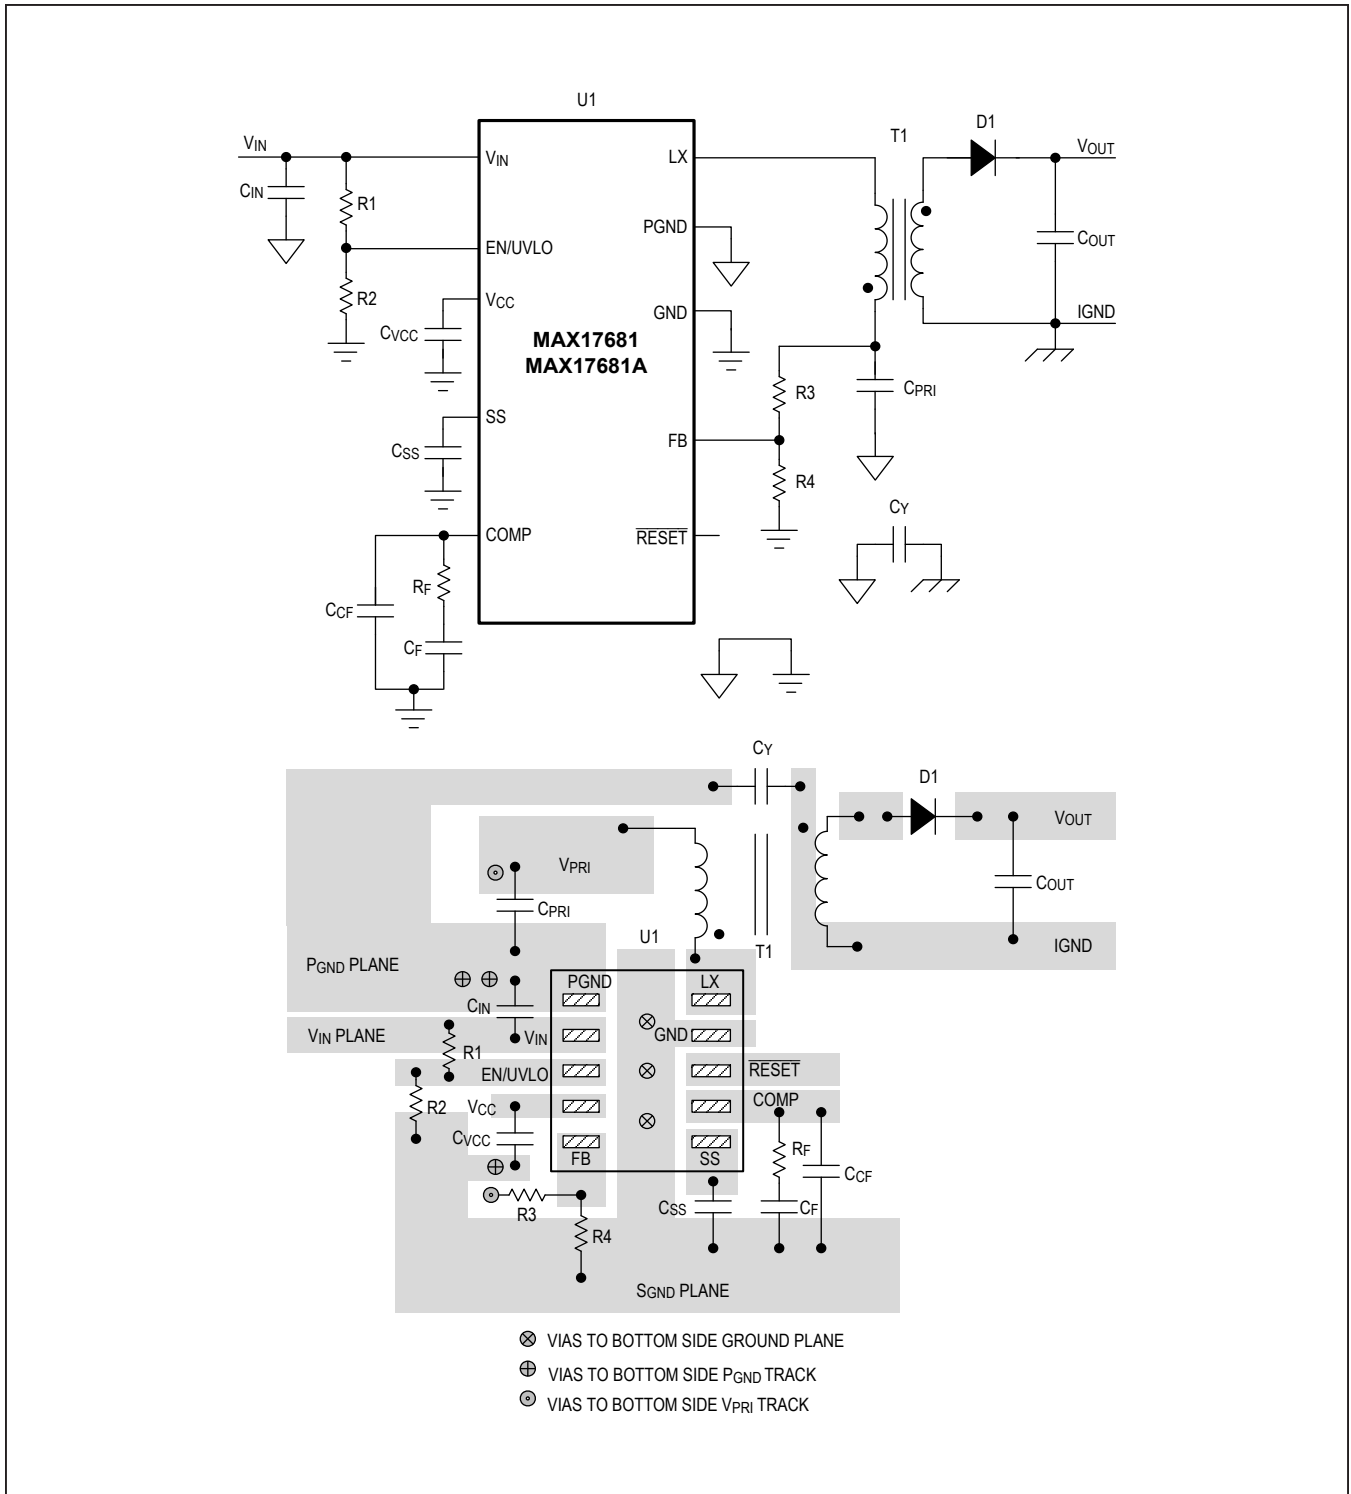 U1
VIN
CIN
R1
R2
VIN
EN/UVLO
VCC
CVCC
SS
CSS
COMP
RF
CCF
CF
MAX17681
MAX17681A
LX
PGND
GND
FB
RESET
T1
D1
VOUT
COUT
IGND
R3
R4
CPRI
CY
CY
D1
VOUT
COUT
IGND
VPRI
CPRI
U1
T1
PGND PLANE
PGND
LX
CIN
VIN PLANE
VIN
GND
R1
EN/UVLO
RESET
R2
VCC
COMP
CVCC
FB
SS
RF
CCF
R3
R4
CSS
CF
SGND PLANE
VIAS TO BOTTOM SIDE GROUND PLANE
VIAS TO BOTTOM SIDE PGND TRACK
VIAS TO BOTTOM SIDE VPRI TRACK